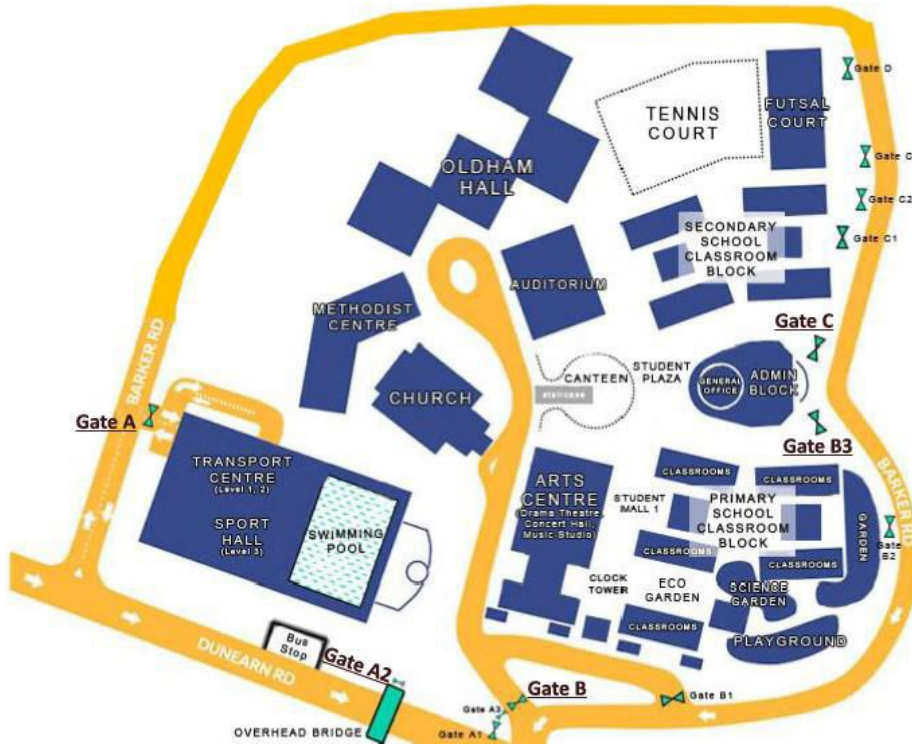 Gate D
TENNIS
COURT
FUTSAL
COURT
Gate C
OLDHAM
HALL
Gate C2
SECONDARY
SCHOOL
CLASSROOM
BLOCK
Gate C1
AUDITORIUM
METHODIST
CENTRE
Gate C
BARKER RD
STUDENT
PLAZA
CANTEEN
staircase
GENERAL
OFFICE
ADMIN
BLOCK
CHURCH
Gate A
Gate B3
BARKER RD
TRANSPORT
CENTRE
(Level 1, 2)
SPORT
HALL
(Level 3)
SWIMMING
POOL
ARTS
CENTRE
(Drama Theatre,
Concert Hall,
Music Studio)
CLASSROOMS
CLASSROOMS
STUDENT
MALL 1
PRIMARY
SCHOOL
CLASSROOM
BLOCK
GARDEN
Gate
B2
CLASSROOMS
CLASSROOMS
CLOCK
TOWER
ECO
GARDEN
SCIENCE
GARDEN
CLASSROOMS
PLAYGROUND
Bus
Stop
DUNEARN RD
Gate A2
Gate B
Gate B1
Gate A3
Gate A1
OVERHEAD BRIDGE